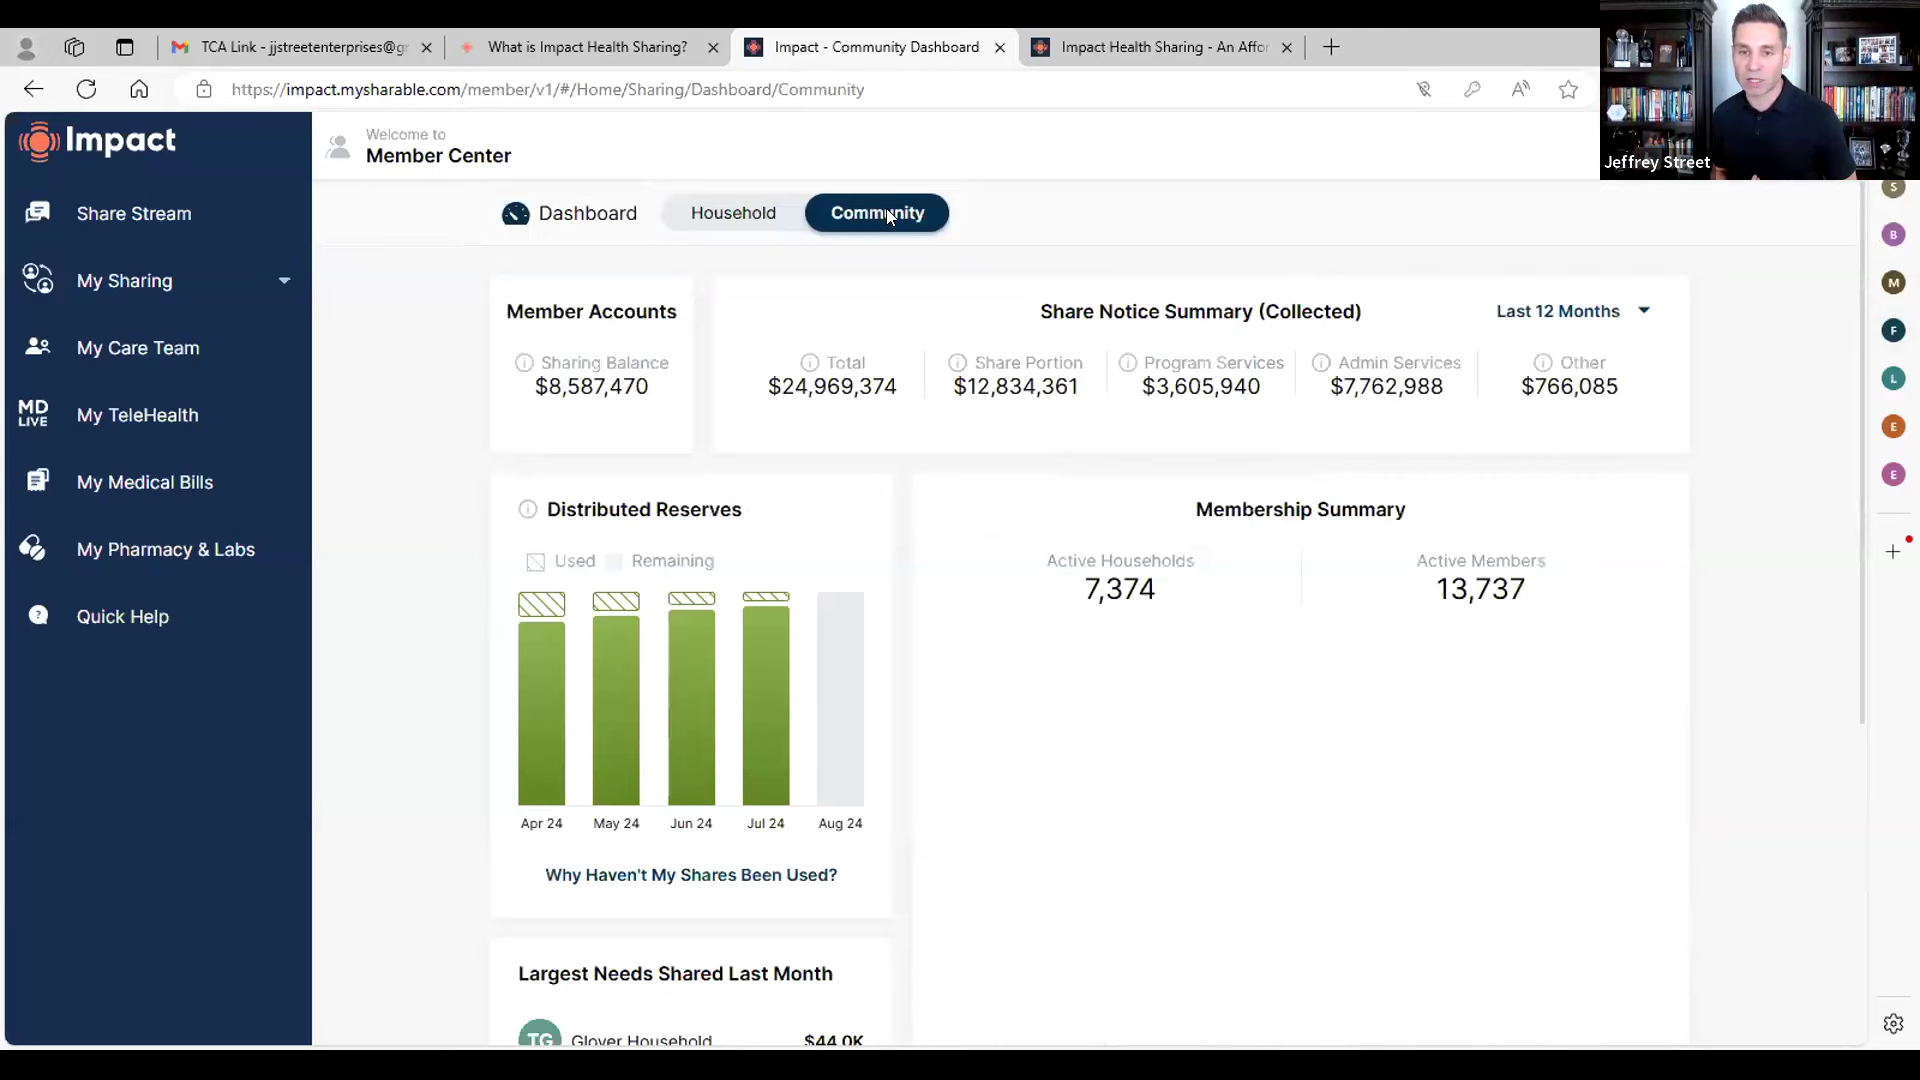 TCA Link - jjstreetenterprises@gr
What is Impact Health Sharing?
Impact - Community Dashboard
Impact Health Sharing - An Affor
https://impact.mysharable.com/member/v1/#/Home/Sharing/Dashboard/Community
Jeffrey Street
Impact
Share Stream
My Sharing
My Care Team
MD LIVE
My TeleHealth
My Medical Bills
My Pharmacy & Labs
Quick Help
Welcome to
Member Center
Dashboard
Household
Community
Member Accounts
Sharing Balance
$8,587,470
Share Notice Summary (Collected)
Last 12 Months
Total
$24,969,374
Share Portion
$12,834,361
Program Services
$3,605,940
Admin Services
$7,762,988
Other
$766,085
Distributed Reserves
Used
Remaining
Apr 24
May 24
Jun 24
Jul 24
Aug 24
Why Haven't My Shares Been Used?
Membership Summary
Active Households
7,374
Active Members
13,737
Largest Needs Shared Last Month
TG
Glover Household
$44.0K
S
B
M
F
L
E
E